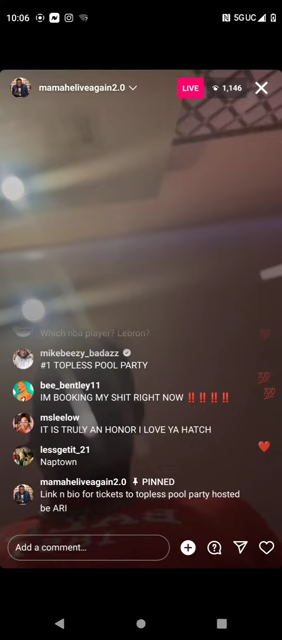 10:06
5GUC
mamaheliveagain2.0
LIVE
1,146
Which nba player? Lebron?
mikebeezy_badazz
#1 TOPLESS POOL PARTY
bee_bentley11
IM BOOKING MY SHIT RIGHT NOW ‼️‼️‼️‼️
msleelow
IT IS TRULY AN HONOR I LOVE YA HATCH
lessgetit_21
Naptown
mamaheliveagain2.0 PINNED
Link n bio for tickets to topless pool party hosted
be ARI
Add a comment…